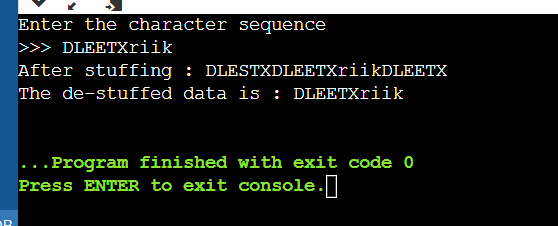 Enter the character sequence
>>> DLEETXriik
After stuffing : DLESTXDLEETXriikDLEETX
The de-stuffed data is : DLEETXriik
...Program finished with exit code 0
Press ENTER to exit console.